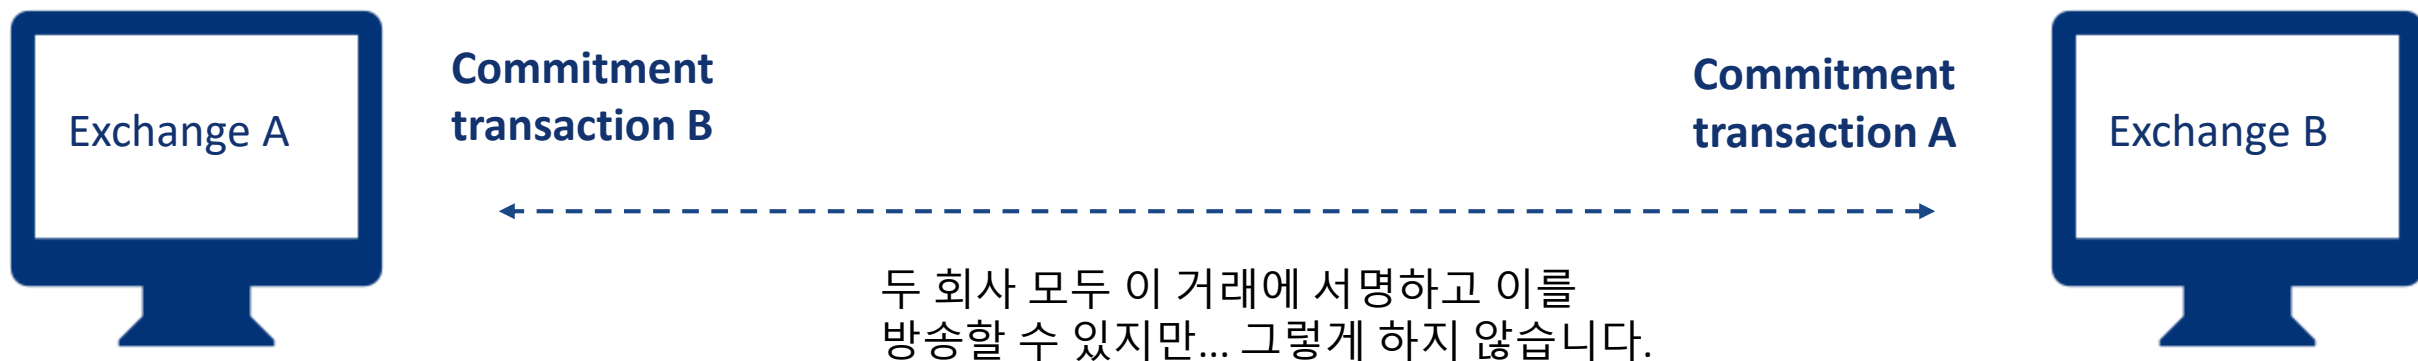 Exchange A
Commitment
transaction B
Commitment
transaction A
Exchange B
두 회사 모두 이 거래에 서명하고 이를
방송할 수 있지만... 그렇게 하지 않습니다.